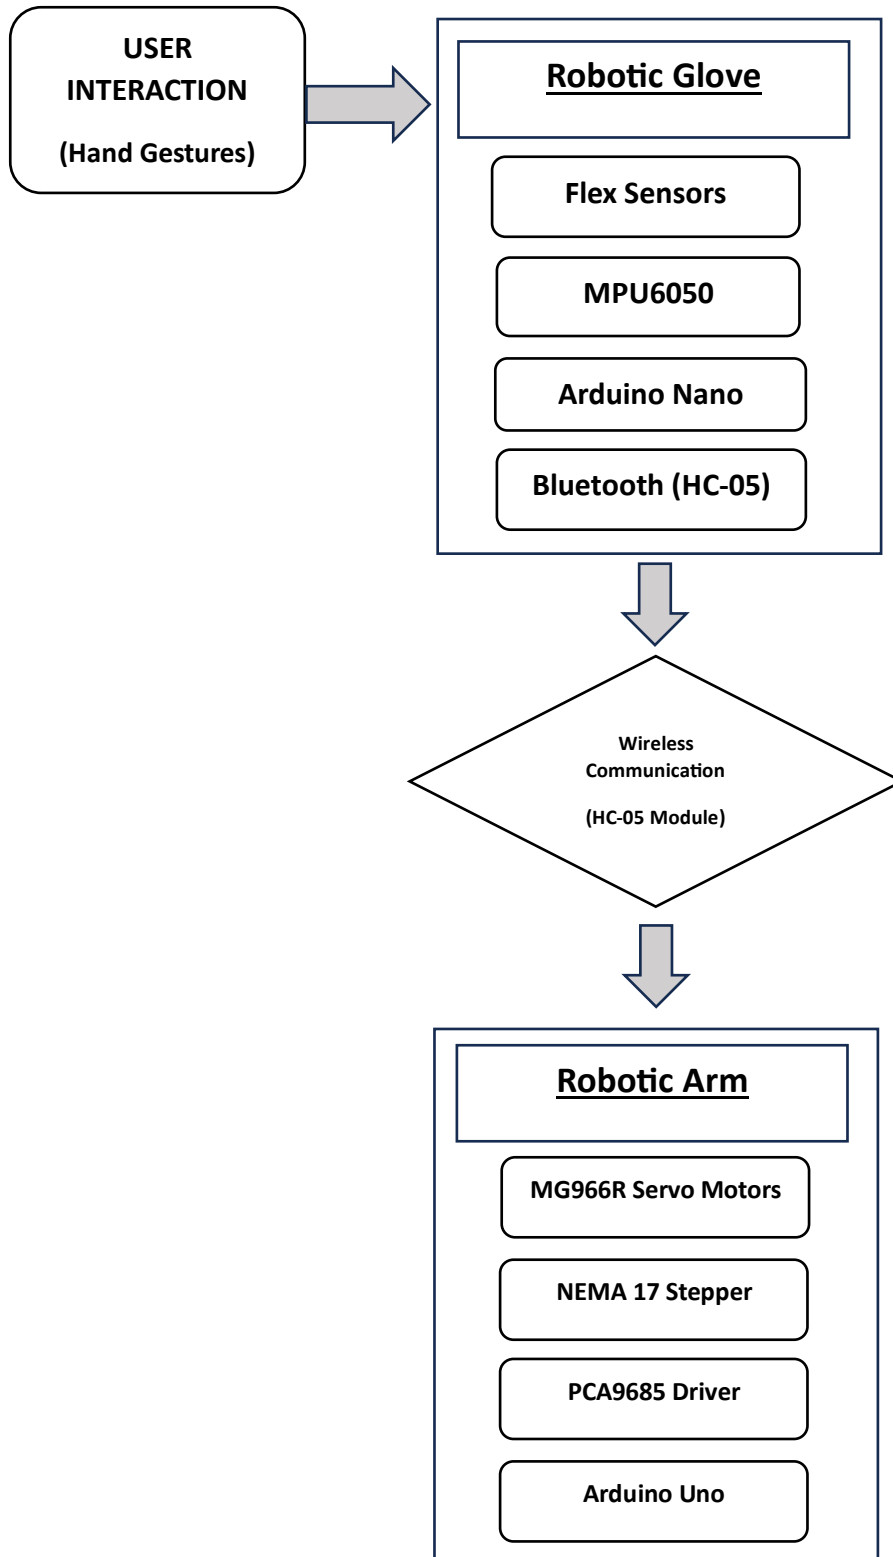 USER
INTERACTION
(Hand Gestures)
Robotic Glove
Flex Sensors
MPU6050
Arduino Nano
Bluetooth (HC-05)
Wireless
Communication
(HC-05 Module)
Robotic Arm
MG966R Servo Motors
NEMA 17 Stepper
PCA9685 Driver
Arduino Uno